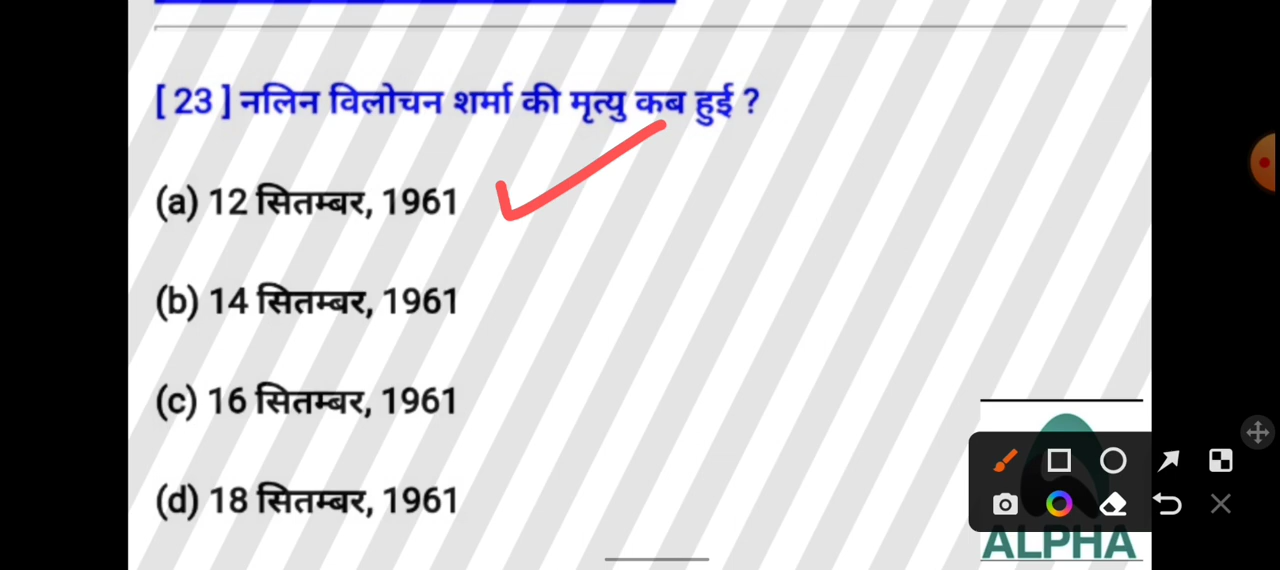 [ 23 ] नलिन विलोचन शर्मा की मृत्यु कब हुई ?
(a) 12 सितम्बर, 1961
(b) 14 सितम्बर, 1961
(c) 16 सितम्बर, 1961
(d) 18 सितम्बर, 1961
ALPHA